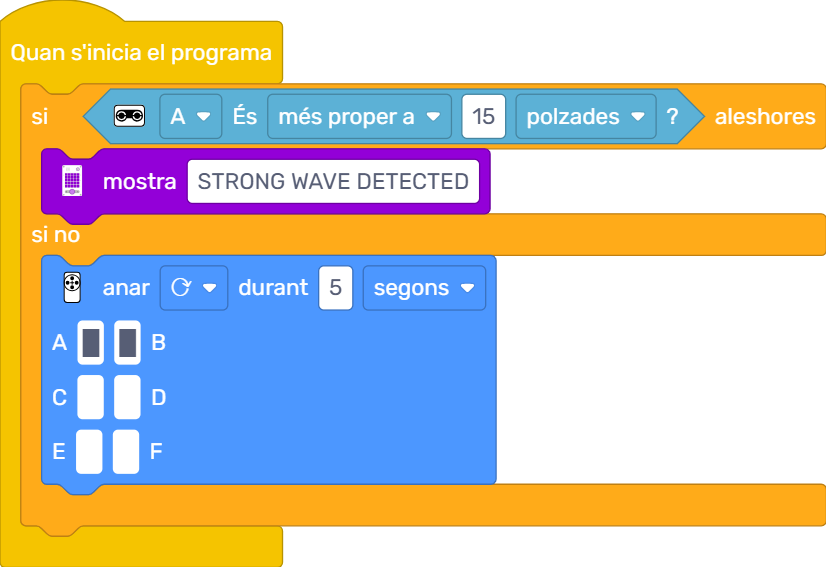 Quan s'inicia el programa
si A És més proper a 15 polzades ? aleshores
mostra STRONG WAVE DETECTED
si no
anar durant 5 segons
A B
C D
E F